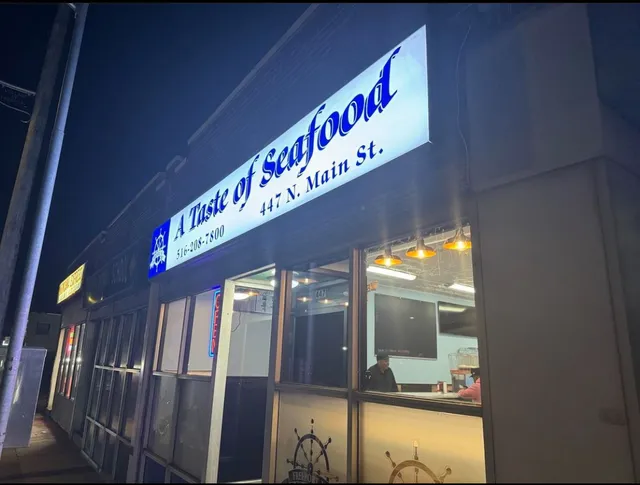 A Taste of Seafood
516-208-7800
447 N. Main St.